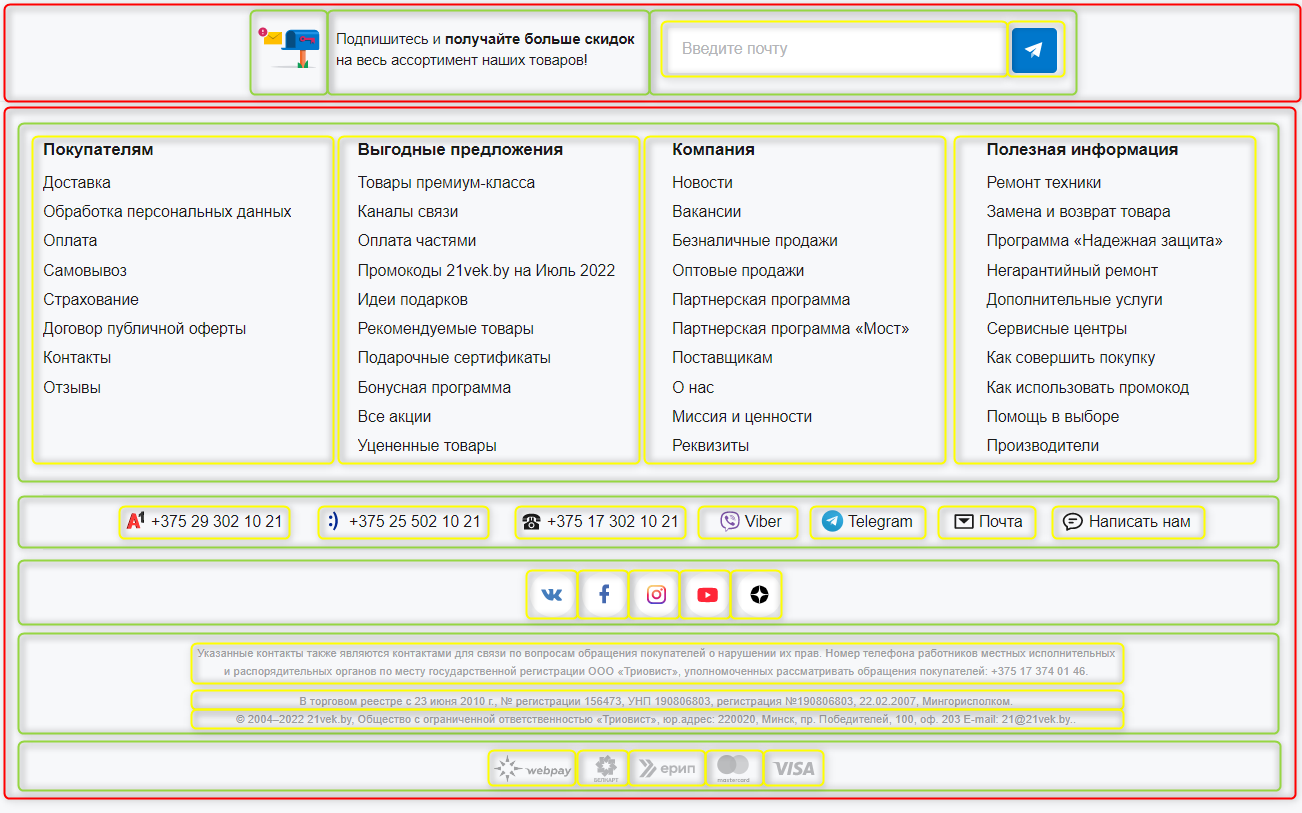 Подпишитесь и получайте больше скидок
на весь ассортимент наших товаров!
Введите почту
Покупателям
Доставка
Обработка персональных данных
Оплата
Самовывоз
Страхование
Договор публичной оферты
Контакты
Отзывы
Выгодные предложения
Товары премиум-класса
Каналы связи
Оплата частями
Промокоды 21vek.by на Июль 2022
Идеи подарков
Рекомендуемые товары
Подарочные сертификаты
Бонусная программа
Все акции
Уцененные товары
Компания
Новости
Вакансии
Безналичные продажи
Оптовые продажи
Партнерская программа
Партнерская программа «Мост»
Поставщикам
О нас
Миссия и ценности
Реквизиты
Полезная информация
Ремонт техники
Замена и возврат товара
Программа «Надежная защита»
Негарантийный ремонт
Дополнительные услуги
Сервисные центры
Как совершить покупку
Как использовать промокод
Помощь в выборе
Производители
A1 +375 29 302 10 21
:) +375 25 502 10 21
+375 17 302 10 21
Viber
Telegram
Почта
Написать нам
Указанные контакты также являются контактами для связи по вопросам обращения покупателей о нарушении их прав. Номер телефона работников местных исполнительных
и распорядительных органов по месту государственной регистрации ООО «Триовист», уполномоченных рассматривать обращения покупателей: +375 17 374 01 46.
В торговом реестре с 23 июня 2010 г., № регистрации 156473, УНП 190806803, регистрация №190806803, 22.02.2007, Мингорисполком.
© 2004–2022 21vek.by, Общество с ограниченной ответственностью «Триовист», юр.адрес: 220020, Минск, пр. Победителей, 100, оф. 203 E-mail: 21@21vek.by..
webpay
БЕЛКАРТ
ерип
mastercard
VISA